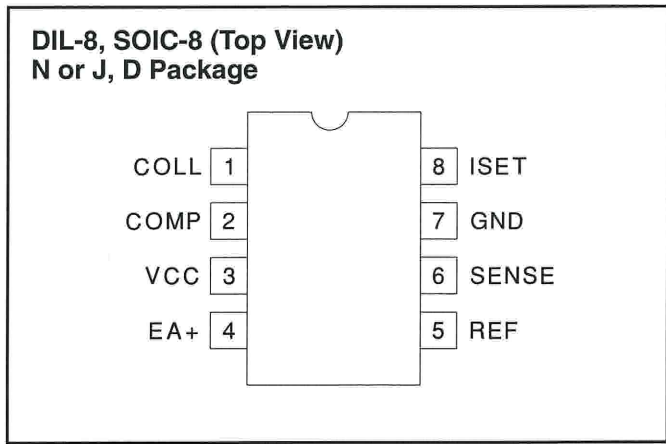 DIL-8, SOIC-8 (Top View)
N or J, D Package
COLL 1
8 ISET
COMP 2
7 GND
VCC 3
6 SENSE
EA+ 4
5 REF